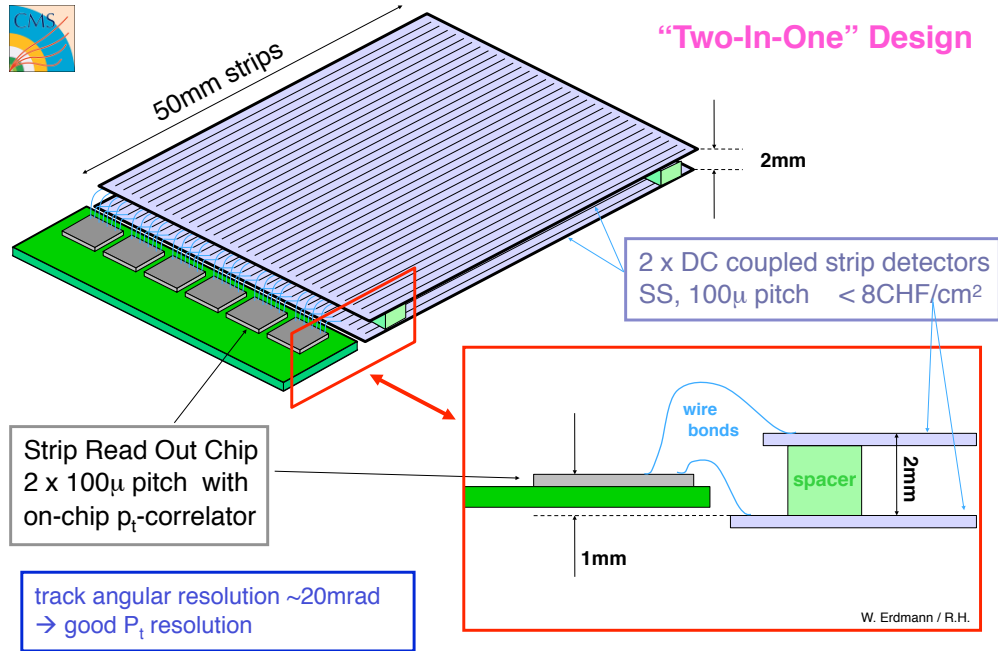 CMS
“Two-In-One” Design
50mm strips
2mm
2 x DC coupled strip detectors
SS, 100μ pitch < 8CHF/cm²
Strip Read Out Chip
2 x 100μ pitch with
on-chip pₜ-correlator
wire
bonds
spacer
2mm
1mm
track angular resolution ~20mrad
→ good Pₜ resolution
W. Erdmann / R.H.